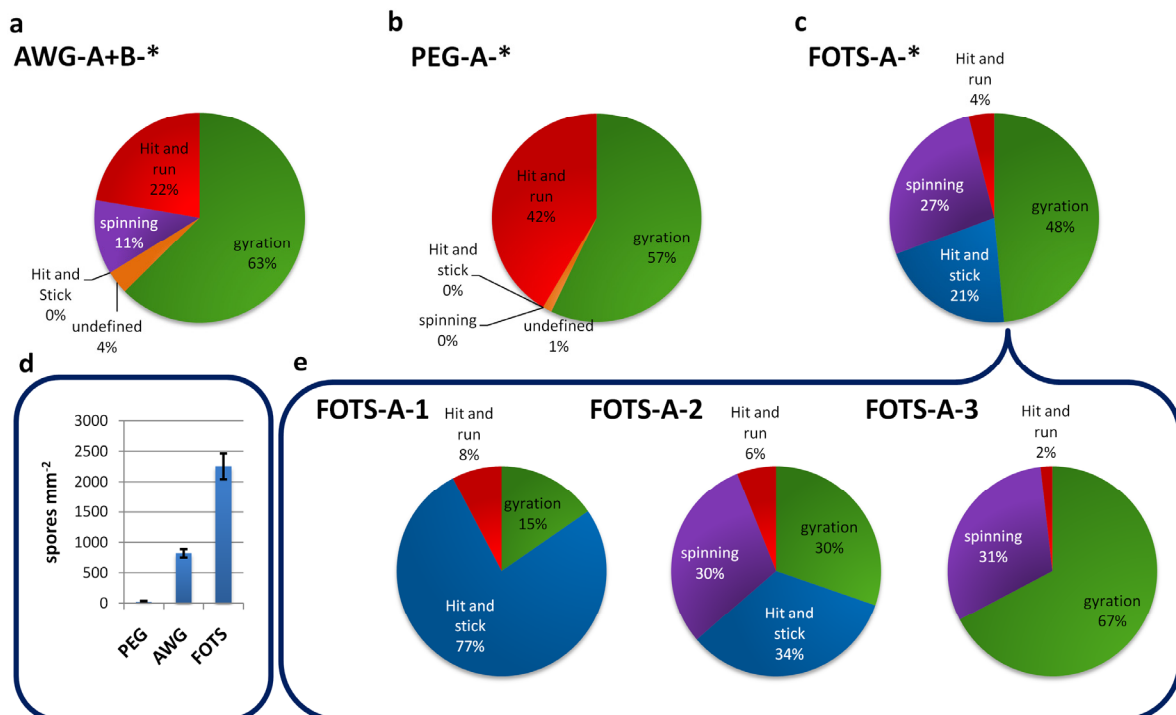 a
AWG-A+B-*
Hit and
run
22%
spinning
11%
gyration
63%
Hit and
Stick
0%
undefined
4%
b
PEG-A-*
Hit and
run
42%
gyration
57%
Hit and
stick
0%
spinning
0%
undefined
1%
c
FOTS-A-*
Hit and
run
4%
spinning
27%
gyration
48%
Hit and
stick
21%
d
spores mm-2
3000
2500
2000
1500
1000
500
0
PEG
AWG
FOTS
e
FOTS-A-1
Hit and
run
8%
gyration
15%
Hit and
stick
77%
FOTS-A-2
Hit and
run
6%
spinning
30%
gyration
30%
Hit and
stick
34%
FOTS-A-3
Hit and
run
2%
spinning
31%
gyration
67%